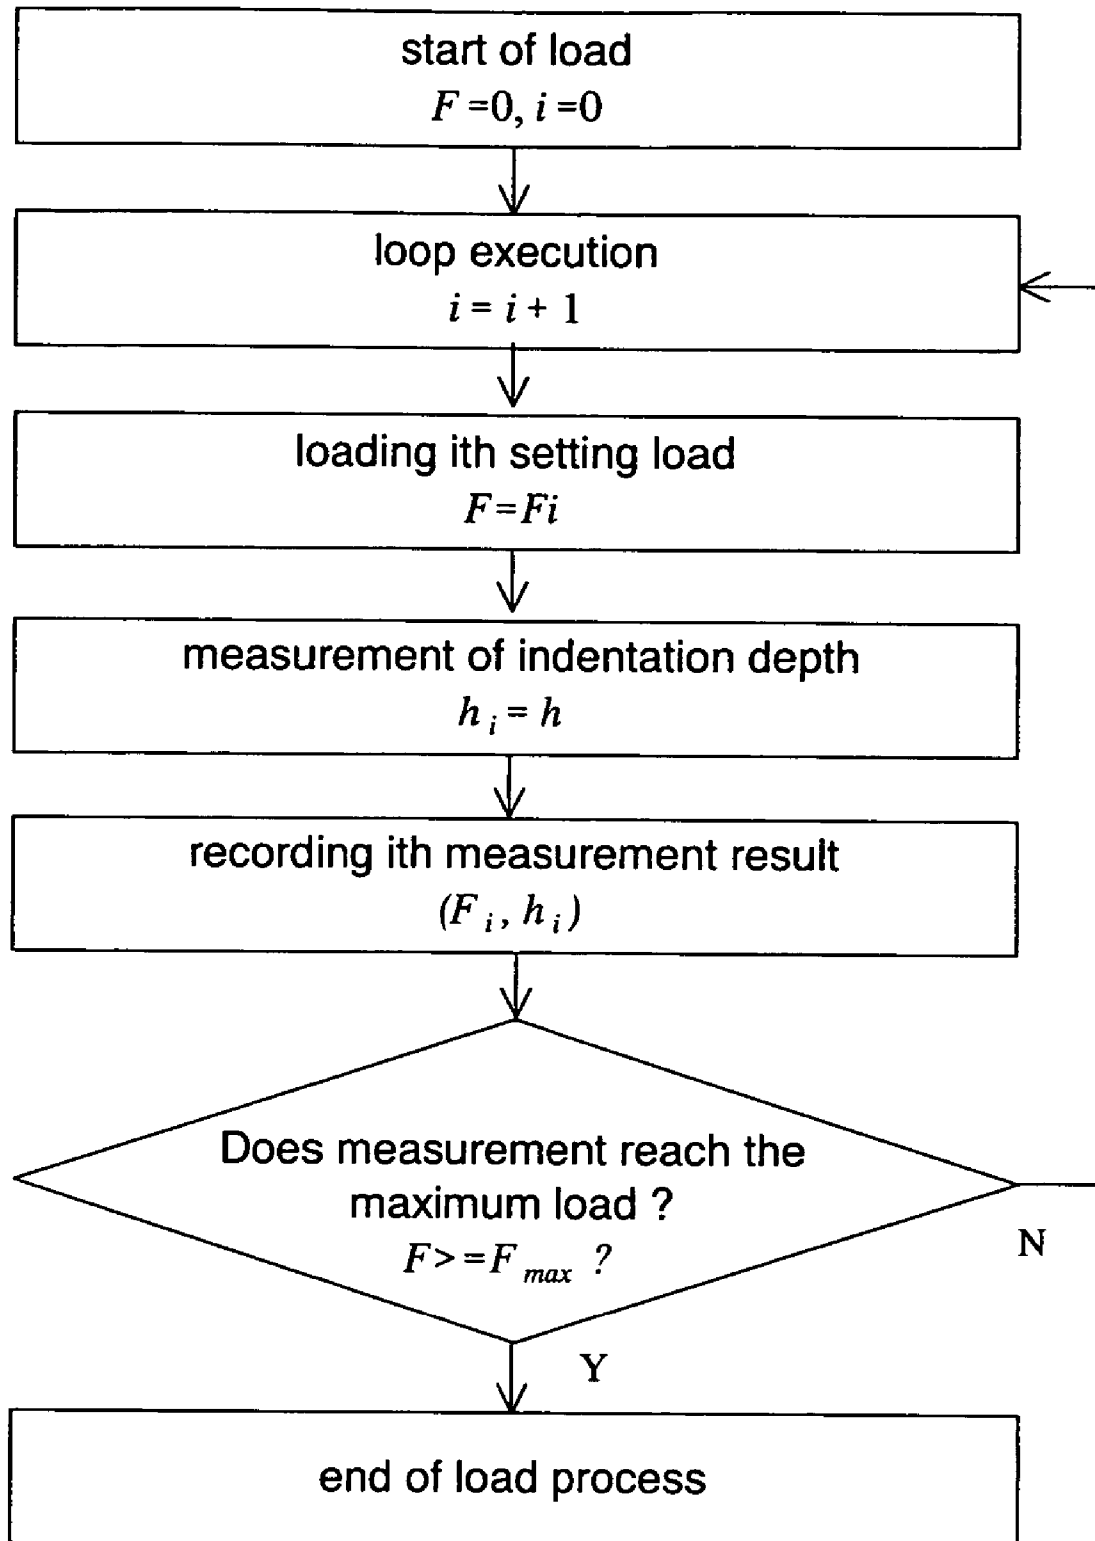 start of load
F =0, i =0
loop execution
i = i + 1
loading ith setting load
F=Fi
measurement of indentation depth
h i = h
recording ith measurement result
(F i , h i )
Does measurement reach the
maximum load ?
F> =F max ?
N
Y
end of load process